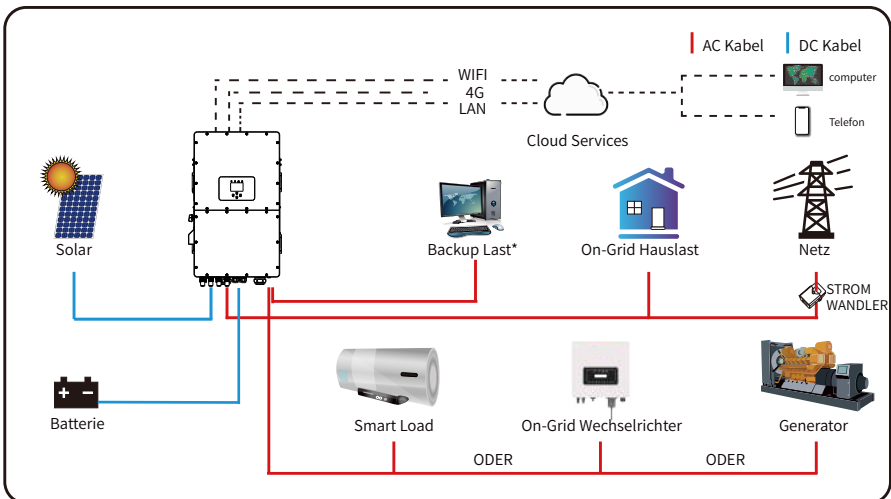 AC Kabel
DC Kabel
WIFI
4G
LAN
Cloud Services
computer
Telefon
Solar
Backup Last*
On-Grid Hauslast
Netz
STROM
WANDLER
Batterie
Smart Load
On-Grid Wechselrichter
Generator
ODER
ODER